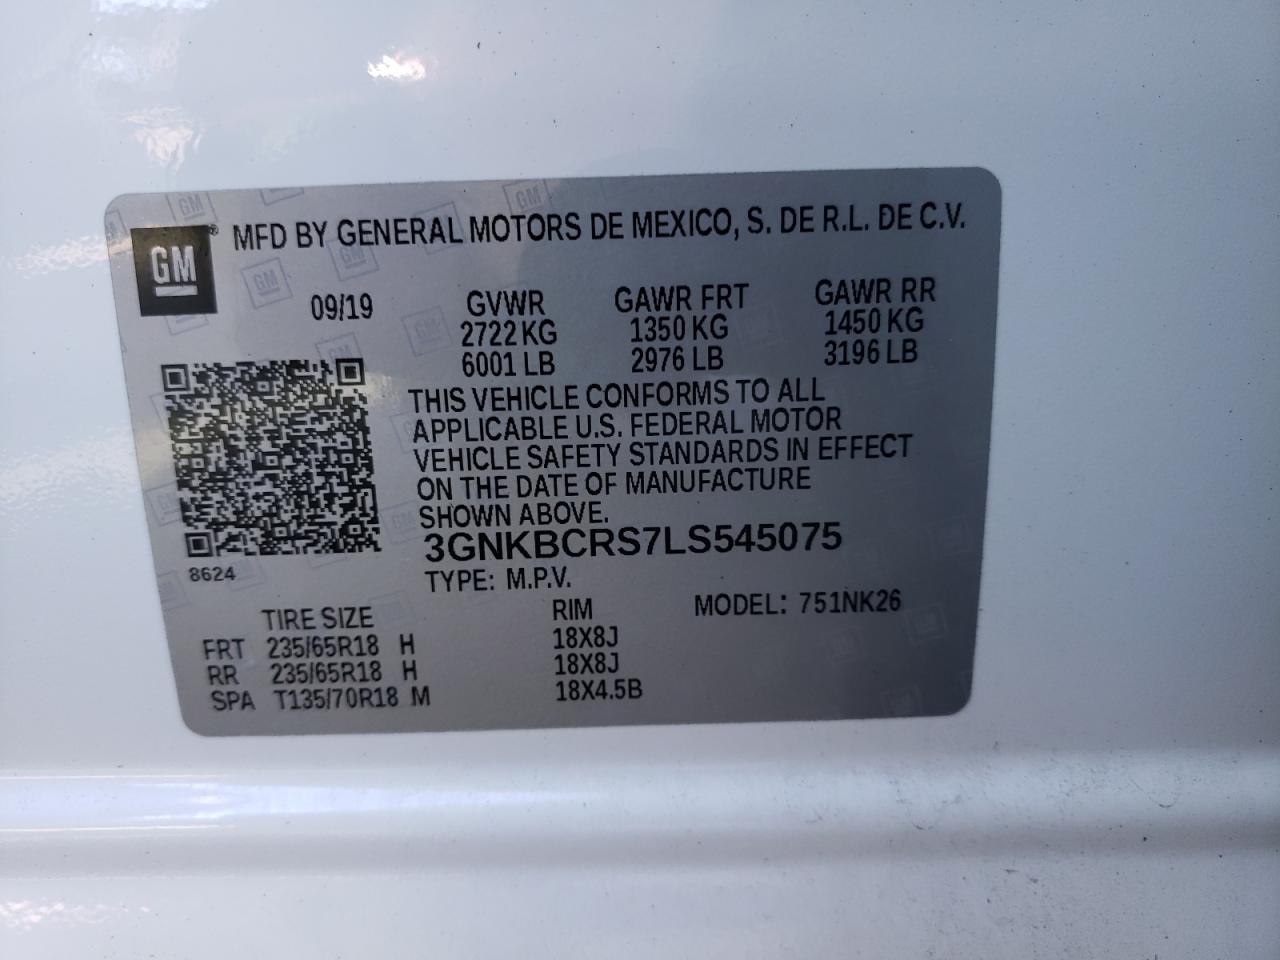 GM ® MFD BY GENERAL MOTORS DE MEXICO, S. DE R.L. DE C.V.
09/19 GVWR GAWR FRT GAWR RR
2722 KG 1350 KG 1450 KG
6001 LB 2976 LB 3196 LB
THIS VEHICLE CONFORMS TO ALL
APPLICABLE U.S. FEDERAL MOTOR
VEHICLE SAFETY STANDARDS IN EFFECT
ON THE DATE OF MANUFACTURE
SHOWN ABOVE.
3GNKBCRS7LS545075
8624
TYPE: M.P.V.
TIRE SIZE RIM MODEL: 751NK26
FRT 235/65R18 H 18X8J
RR 235/65R18 H 18X8J
SPA T135/70R18 M 18X4.5B